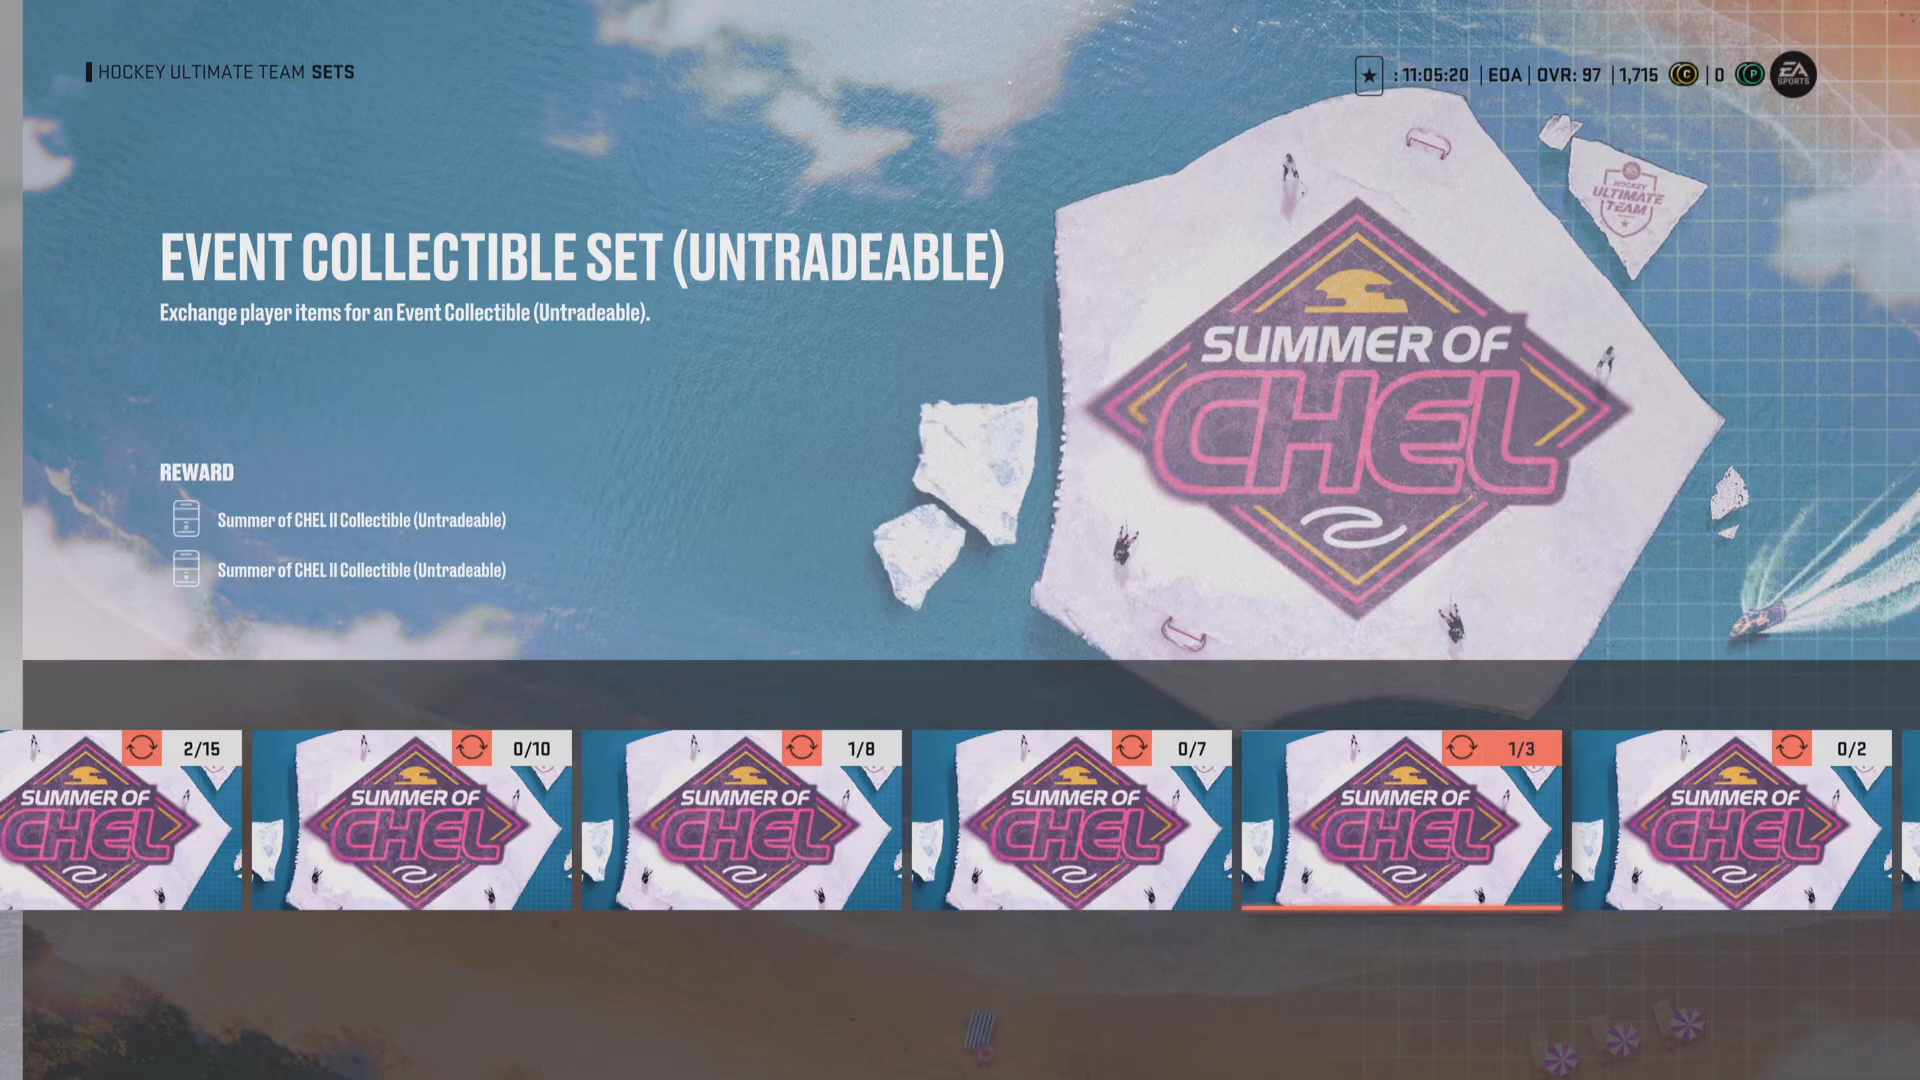 HOCKEY ULTIMATE TEAM SETS
: 11:05:20 | EOA | OVR: 97 | 1,715 C | 0 P EA SPORTS
HOCKEY
ULTIMATE
TEAM
EVENT COLLECTIBLE SET (UNTRADEABLE)
Exchange player items for an Event Collectible (Untradeable).
SUMMER OF
CHEL
REWARD
Summer of CHEL II Collectible (Untradeable)
Summer of CHEL II Collectible (Untradeable)
2/15
SUMMER OF
CHEL
0/10
SUMMER OF
CHEL
1/8
SUMMER OF
CHEL
0/7
SUMMER OF
CHEL
1/3
SUMMER OF
CHEL
0/2
SUMMER OF
CHEL